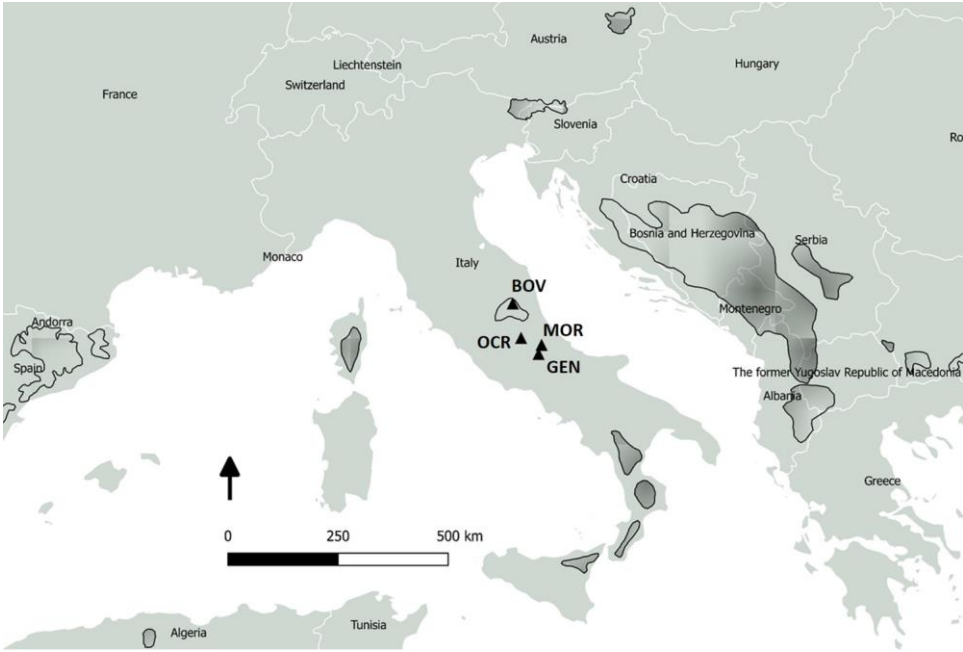 Austria
Hungary
Liechtenstein
Switzerland
France
Slovenia
Ro
Croatia
Bosnia and Herzegovina
Serbia
Monaco
Italy
BOV
Montenegro
Andorra
OCR
MOR
GEN
Spain
The former Yugoslav Republic of Macedonia
Albania
Greece
0 250 500 km
Algeria
Tunisia